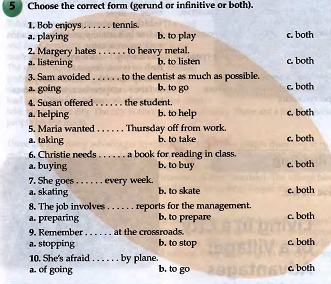 5 Choose the correct form (gerund or infinitive or both).
1. Bob enjoys ...... tennis.
a. playing b. to play c. both
2. Margery hates ...... to heavy metal.
a. listening b. to listen c. both
3. Sam avoided ...... to the dentist as much as possible.
a. going b. to go c. both
4. Susan offered ...... the student.
a. helping b. to help c. both
5. Maria wanted ...... Thursday off from work.
a. taking b. to take c. both
6. Christie needs ...... a book for reading in class.
a. buying b. to buy c. both
7. She goes ...... every week.
a. skating b. to skate c. both
8. The job involves ...... reports for the management.
a. preparing b. to prepare c. both
9. Remember ...... at the crossroads.
a. stopping b. to stop c. both
10. She's afraid ...... by plane.
a. of going b. to go c. both